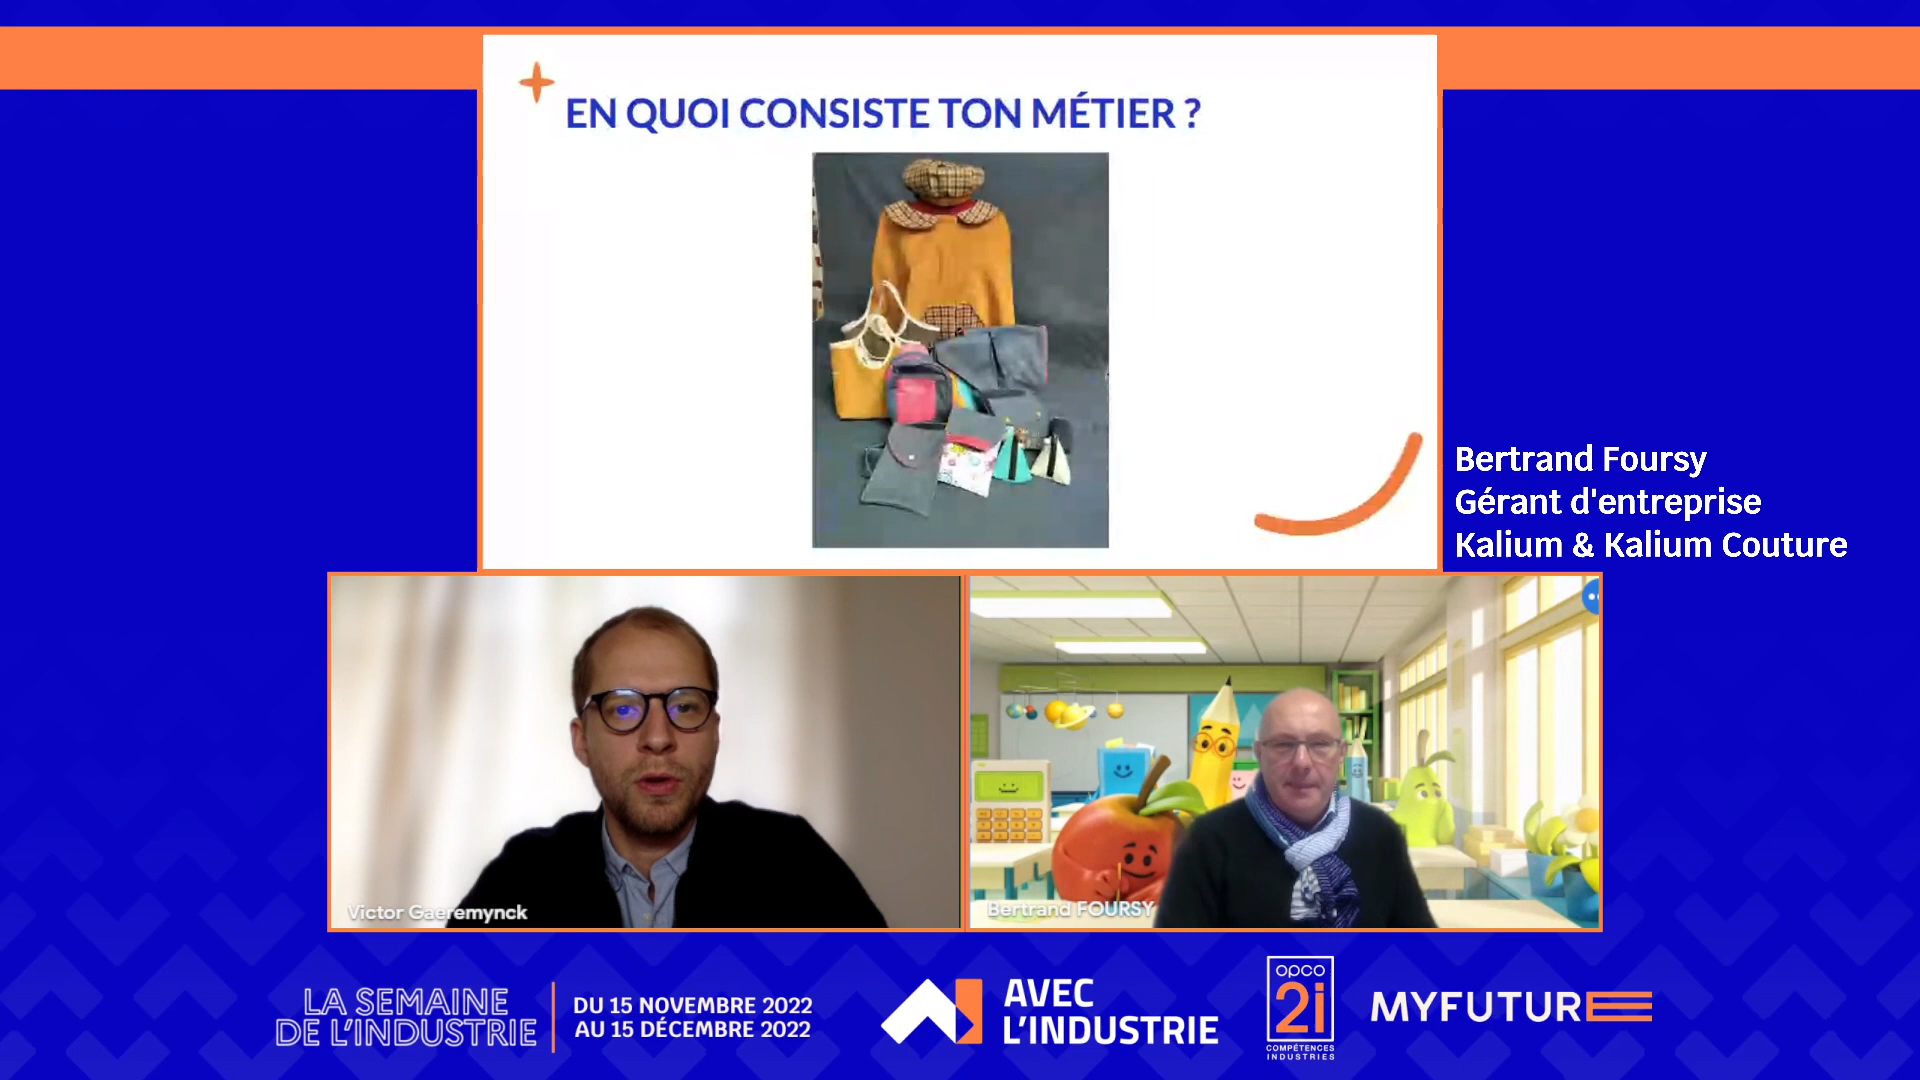 EN QUOI CONSISTE TON MÉTIER ?
Bertrand Foursy
Gérant d'entreprise
Kalium & Kalium Couture
Victor Gaeremynck
Bertrand FOURSY
LA SEMAINE
DE L'INDUSTRIE
DU 15 NOVEMBRE 2022
AU 15 DÉCEMBRE 2022
AVEC
L'INDUSTRIE
opco
2i
COMPÉTENCES
INDUSTRIES
MYFUTURE